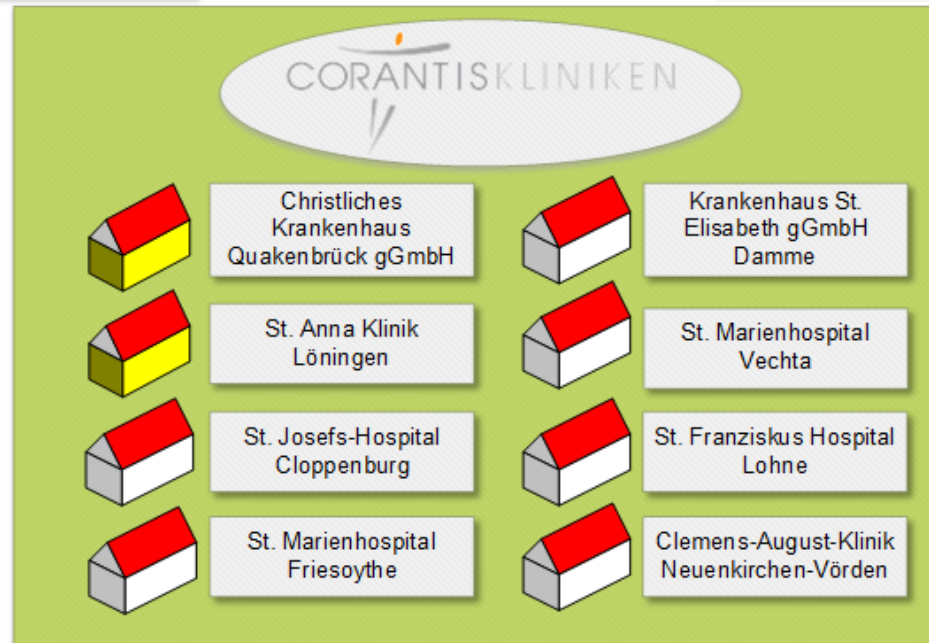 CORANTISKLINIKEN
Christliches
Krankenhaus
Quakenbrück gGmbH
St. Anna Klinik
Löningen
St. Josefs-Hospital
Cloppenburg
St. Marienhospital
Friesoythe
Krankenhaus St.
Elisabeth gGmbH
Damme
St. Marienhospital
Vechta
St. Franziskus Hospital
Lohne
Clemens-August-Klinik
Neuenkirchen-Vörden